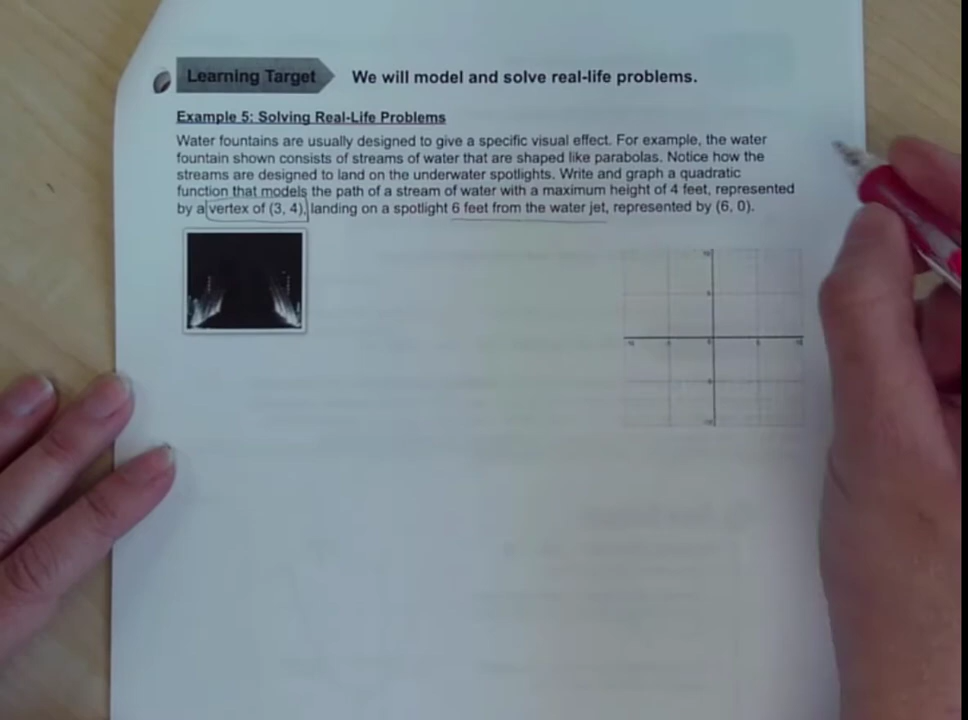 Learning Target We will model and solve real-life problems.
Example 5: Solving Real-Life Problems
Water fountains are usually designed to give a specific visual effect. For example, the water
fountain shown consists of streams of water that are shaped like parabolas. Notice how the
streams are designed to land on the underwater spotlights. Write and graph a quadratic
function that models the path of a stream of water with a maximum height of 4 feet, represented
by a vertex of (3, 4), landing on a spotlight 6 feet from the water jet, represented by (6, 0).